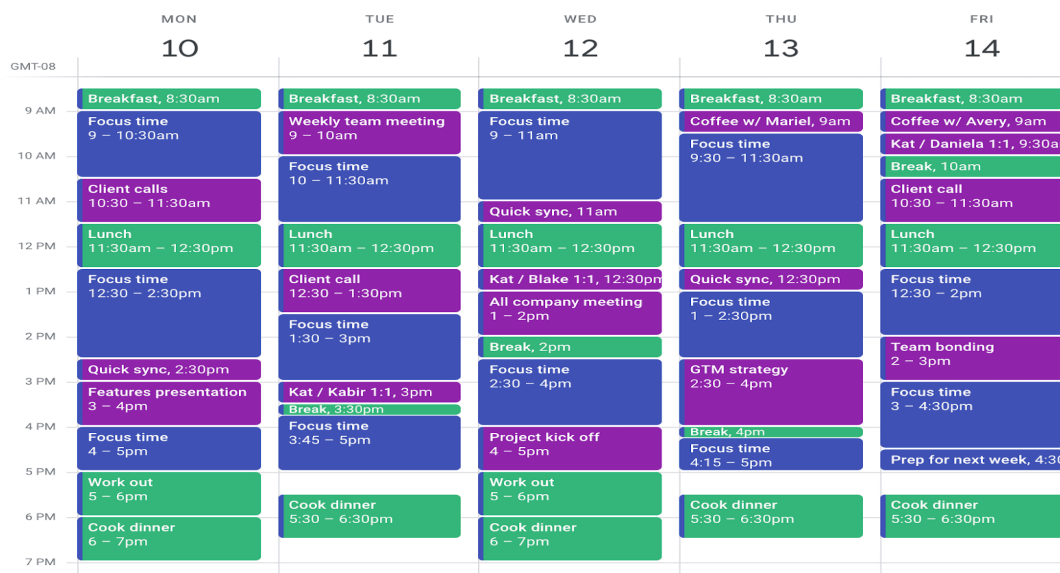 MON
TUE
WED
THU
FRI
10
11
12
13
14
GMT-08
9 AM
10 AM
11 AM
12 PM
1 PM
2 PM
3 PM
4 PM
5 PM
6 PM
7 PM
Breakfast, 8:30am
Focus time
9 – 10:30am
Client calls
10:30 – 11:30am
Lunch
11:30am – 12:30pm
Focus time
12:30 – 2:30pm
Quick sync, 2:30pm
Features presentation
3 – 4pm
Focus time
4 – 5pm
Work out
5 – 6pm
Cook dinner
6 – 7pm
Breakfast, 8:30am
Weekly team meeting
9 – 10am
Focus time
10 – 11:30am
Lunch
11:30am – 12:30pm
Client call
12:30 – 1:30pm
Focus time
1:30 – 3pm
Kat / Kabir 1:1, 3pm
Break, 3:30pm
Focus time
3:45 – 5pm
Cook dinner
5:30 – 6:30pm
Breakfast, 8:30am
Focus time
9 – 11am
Quick sync, 11am
Lunch
11:30am – 12:30pm
Kat / Blake 1:1, 12:30pm
All company meeting
1 – 2pm
Break, 2pm
Focus time
2:30 – 4pm
Project kick off
4 – 5pm
Work out
5 – 6pm
Cook dinner
6 – 7pm
Breakfast, 8:30am
Coffee w/ Mariel, 9am
Focus time
9:30 – 11:30am
Lunch
11:30am – 12:30pm
Quick sync, 12:30pm
Focus time
1 – 2:30pm
GTM strategy
2:30 – 4pm
Break, 4pm
Focus time
4:15 – 5pm
Cook dinner
5:30 – 6:30pm
Breakfast, 8:30am
Coffee w/ Avery, 9am
Kat / Daniela 1:1, 9:30a
Break, 10am
Client call
10:30 – 11:30am
Lunch
11:30am – 12:30pm
Focus time
12:30 – 2pm
Team bonding
2 – 3pm
Focus time
3 – 4:30pm
Prep for next week, 4:30
Cook dinner
5:30 – 6:30pm